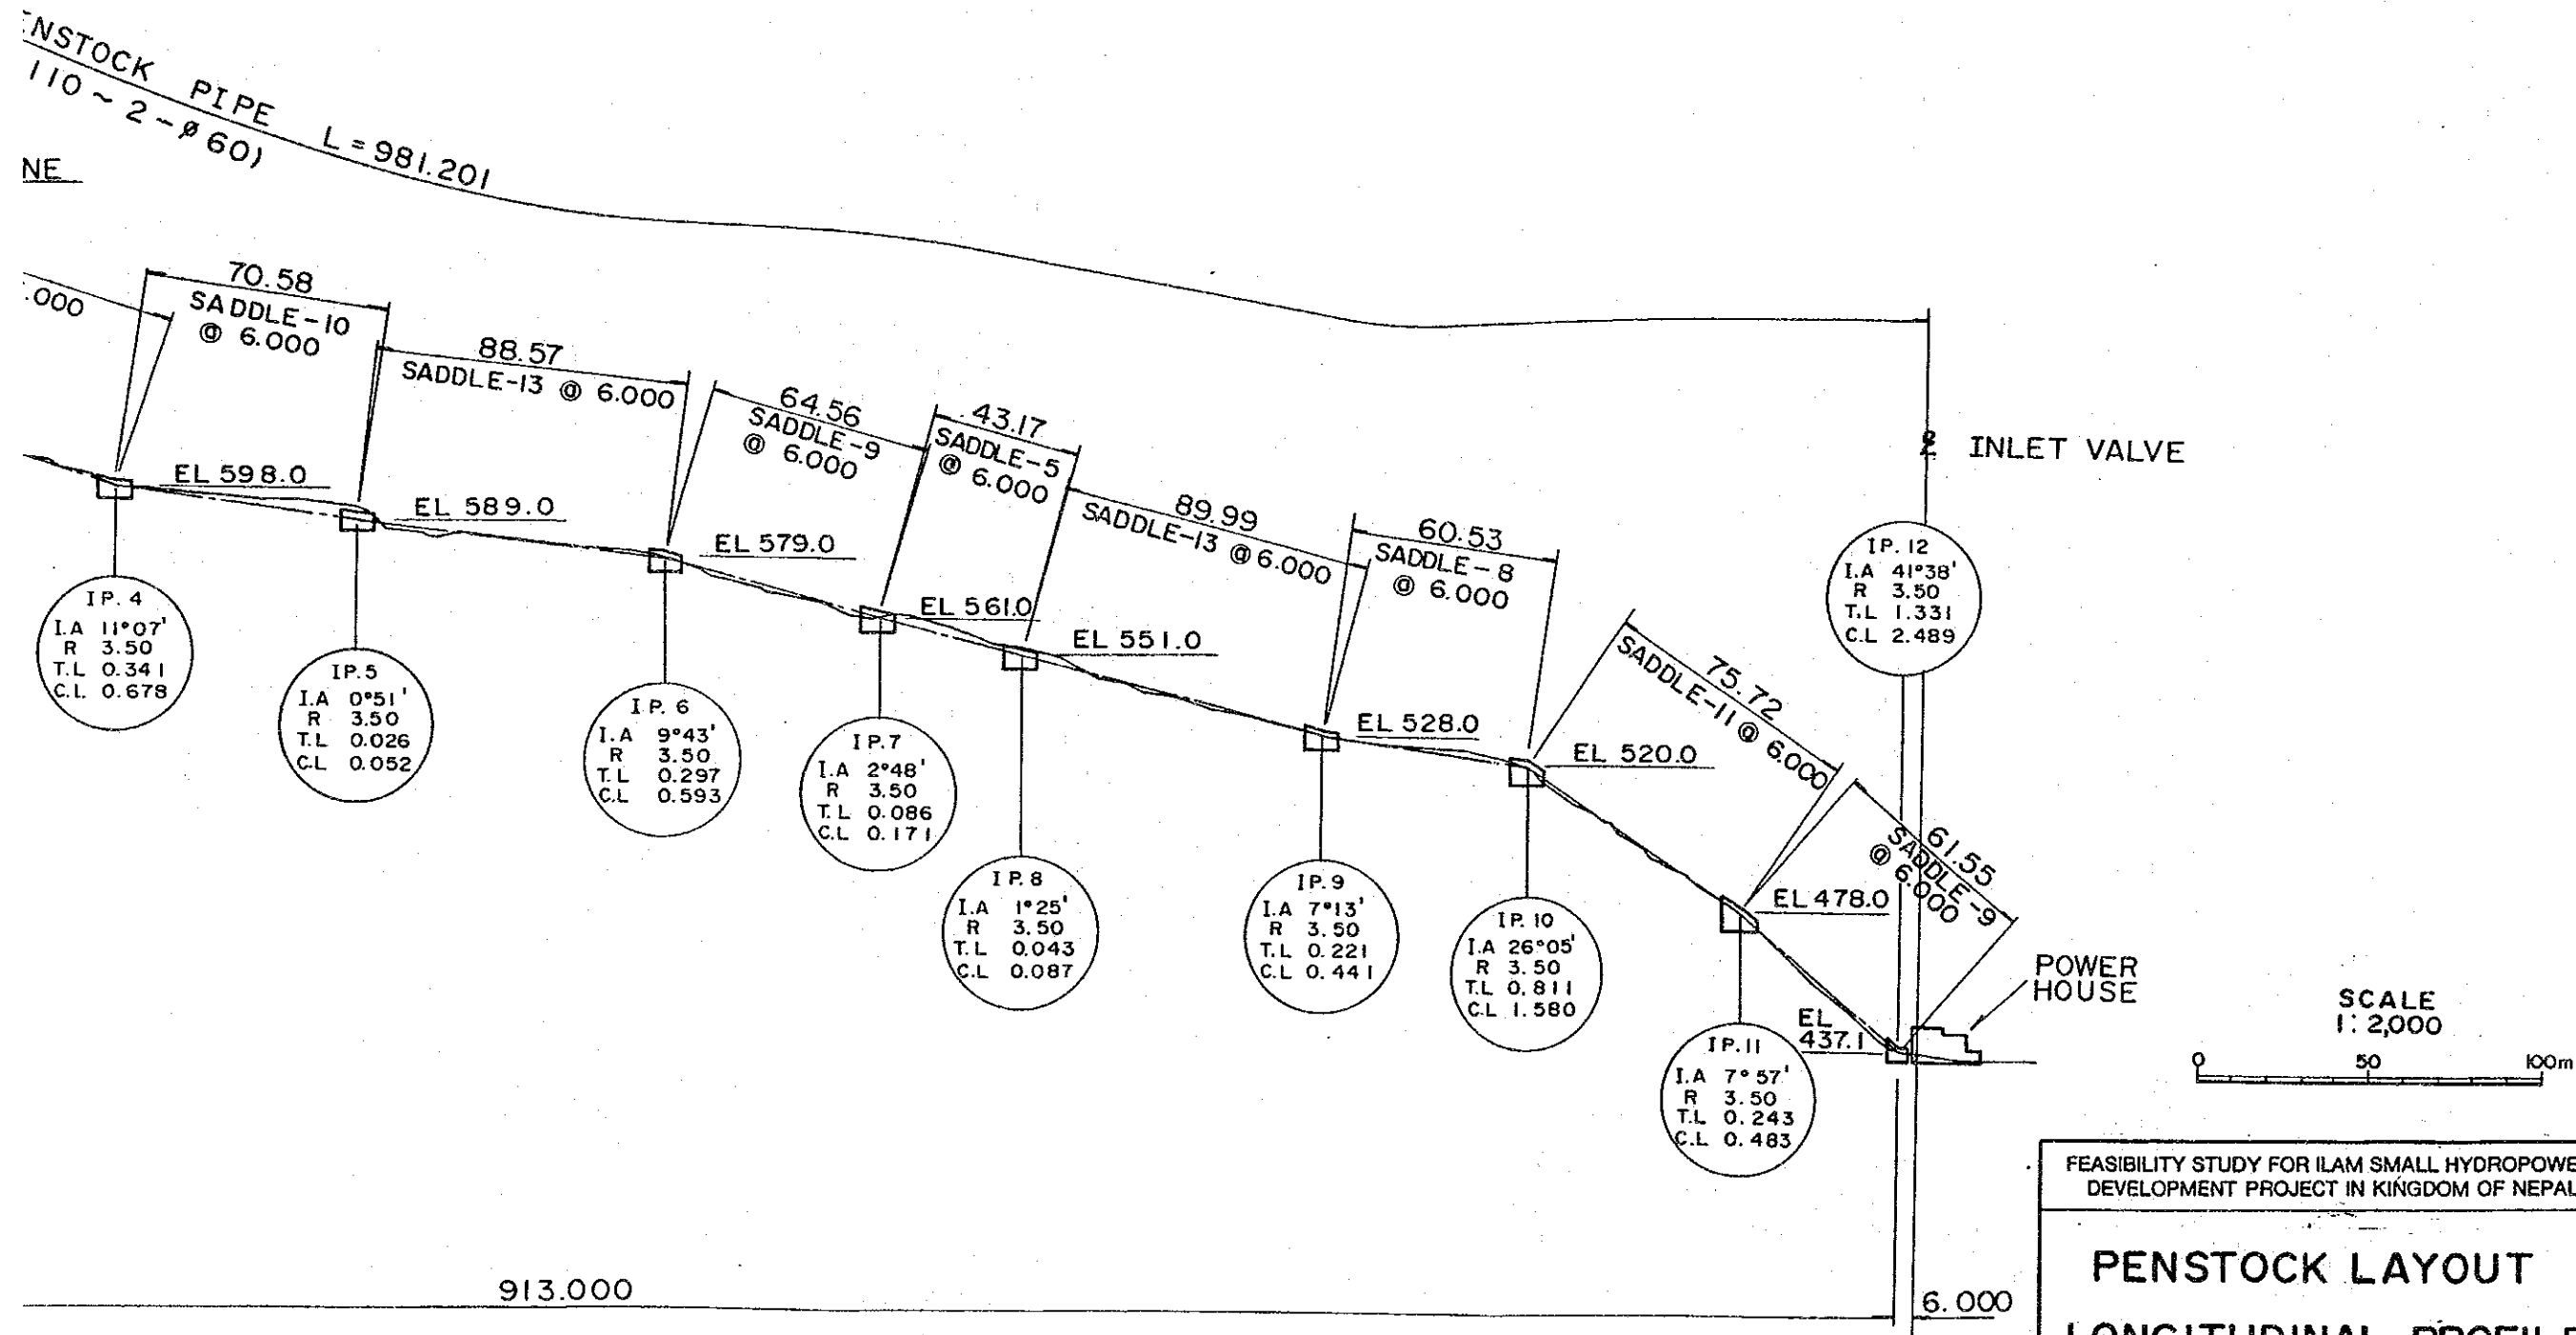 PIPE L=981.201
110~2-ø60)
70.58
SADDLE-10
@ 6.000
88.57
SADDLE-13 @ 6.000
64.56
SADDLE-9
@ 6.000
43.17
SADDLE-5
@ 6.000
89.99
SADDLE-13 @ 6.000
60.53
SADDLE-8
@ 6.000
75.72
SADDLE-11 @ 6.000
61.55
SADDLE-9
@ 6.000
INLET VALVE
EL 598.0
EL 589.0
EL 579.0
EL 561.0
EL 551.0
EL 528.0
EL 520.0
EL 478.0
EL
437.1
IP. 4
I.A 11°07'
R 3.50
T.L 0.341
C.L 0.678
IP.5
I.A 0°51'
R 3.50
T.L 0.026
C.L 0.052
IP. 6
I.A 9°43'
R 3.50
T.L 0.297
C.L 0.593
IP.7
I.A 2°48'
R 3.50
T.L 0.086
C.L 0.171
IP. 8
I.A 1°25'
R 3.50
T.L 0.043
C.L 0.087
IP.9
I.A 7°13'
R 3.50
T.L 0.221
C.L 0.441
IP. 10
I.A 26°05'
R 3.50
T.L 0.811
C.L 1.580
IP.11
I.A 7°57'
R 3.50
T.L 0.243
C.L 0.483
IP. 12
I.A 41°38'
R 3.50
T.L 1.331
C.L 2.489
POWER
HOUSE
SCALE
1: 2,000
0 50 100m
913.000
6.000
FEASIBILITY STUDY FOR ILAM SMALL
DEVELOPMENT PROJECT IN KINGDOM OF NEPAL
PENSTOCK LAYOUT
LONGITUDINAL